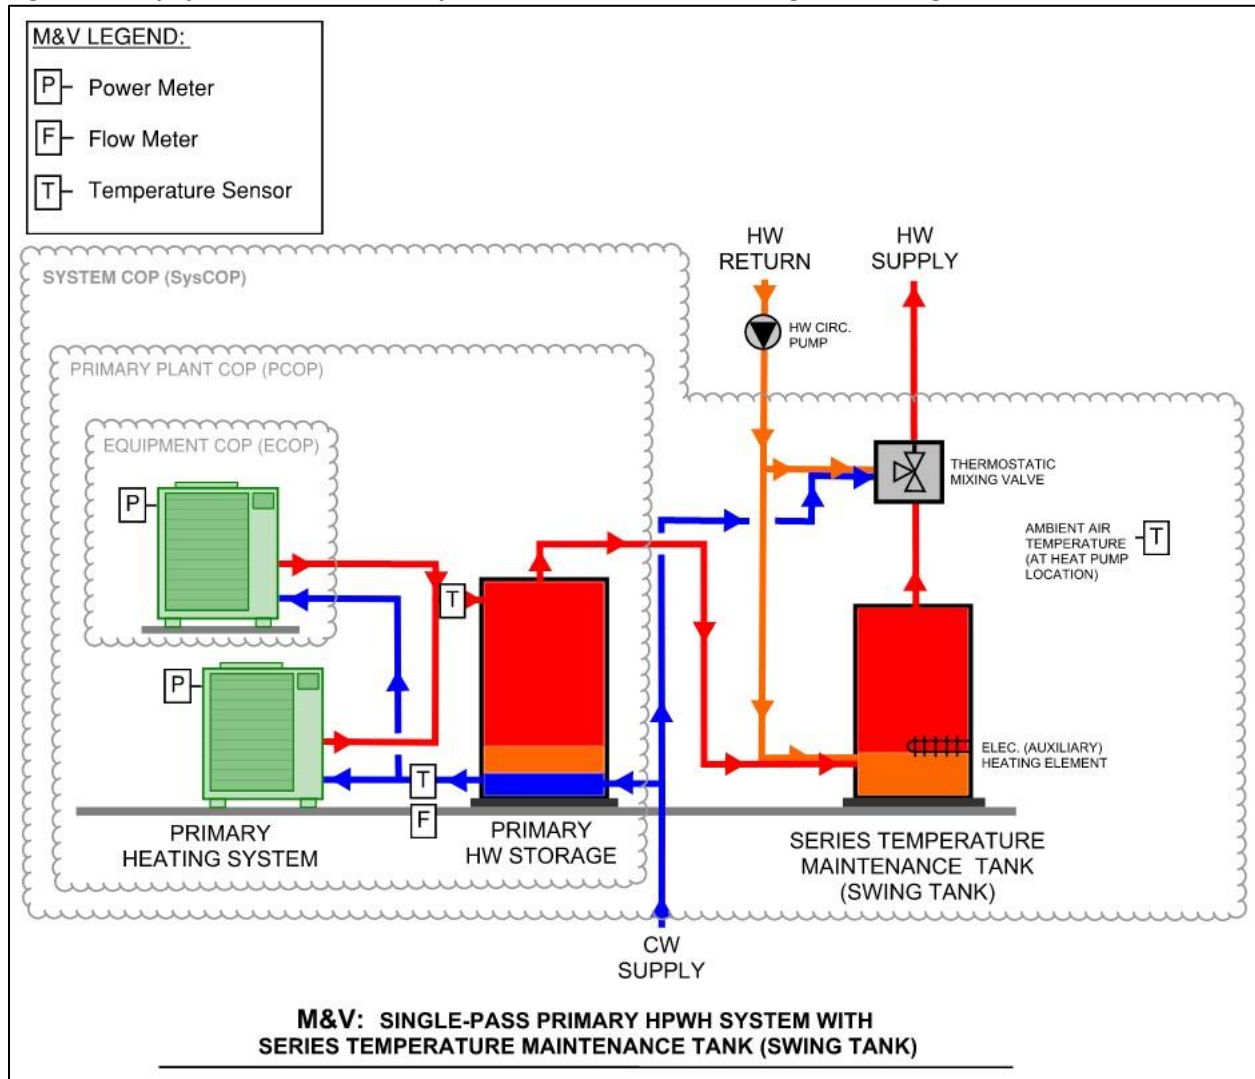 M&V LEGEND:
P Power Meter
F Flow Meter
T Temperature Sensor
HW
RETURN
HW
SUPPLY
SYSTEM COP (SysCOP)
HW CIRC.
PUMP
PRIMARY PLANT COP (PCOP)
EQUIPMENT COP (ECOP)
THERMOSTATIC
MIXING VALVE
P
AMBIENT AIR
TEMPERATURE
(AT HEAT PUMP
LOCATION)
T
T
P
ELEC. (AUXILIARY)
HEATING ELEMENT
T
F
PRIMARY
HEATING SYSTEM
PRIMARY
HW STORAGE
SERIES TEMPERATURE
MAINTENANCE TANK
(SWING TANK)
CW
SUPPLY
M&V: SINGLE-PASS PRIMARY HPWH SYSTEM WITH
SERIES TEMPERATURE MAINTENANCE TANK (SWING TANK)